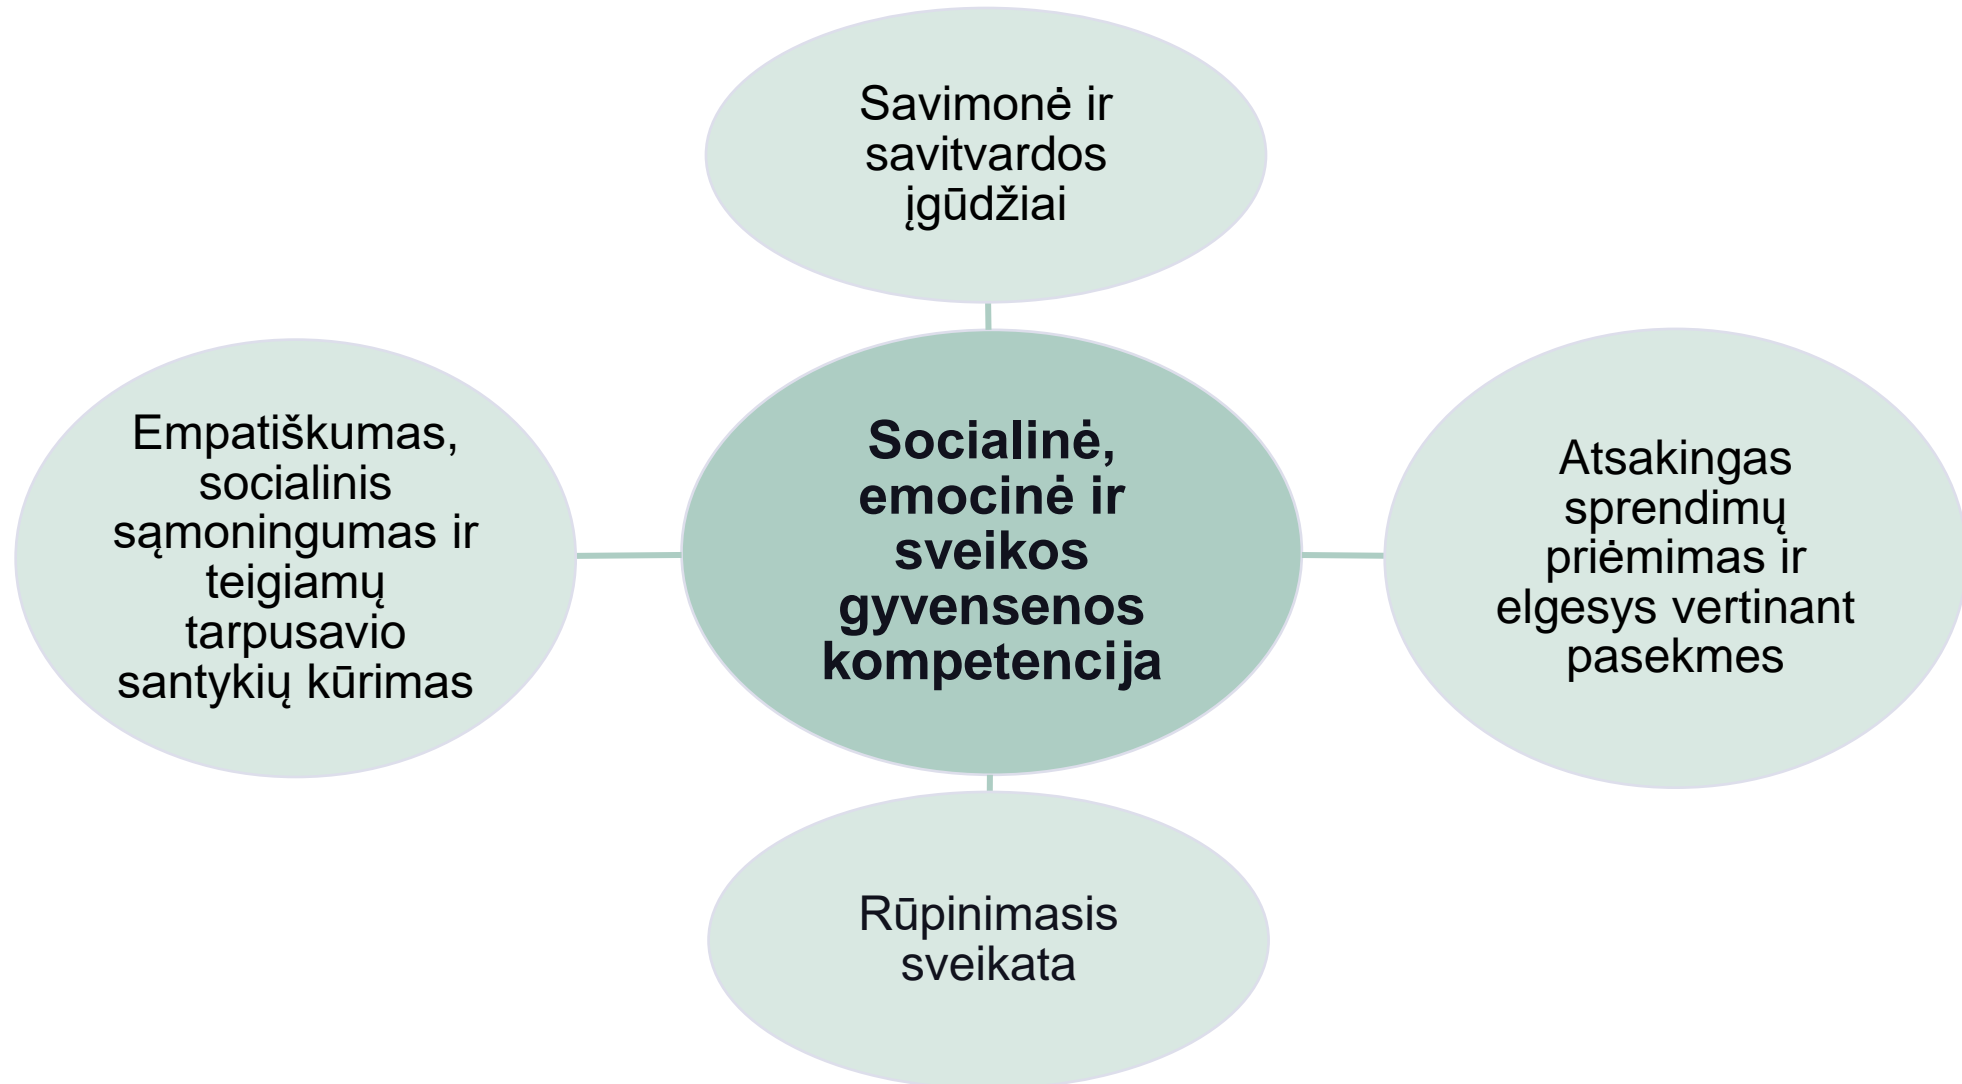 Savimonė ir
savitvardos
įgūdžiai
Empatiškumas,
socialinis
sąmoningumas ir
teigiamų
tarpusavio
santykių kūrimas
Socialinė,
emocinė ir
sveikos
gyvensenos
kompetencija
Atsakingas
sprendimų
priėmimas ir
elgesys vertinant
pasekmes
Rūpinimasis
sveikata